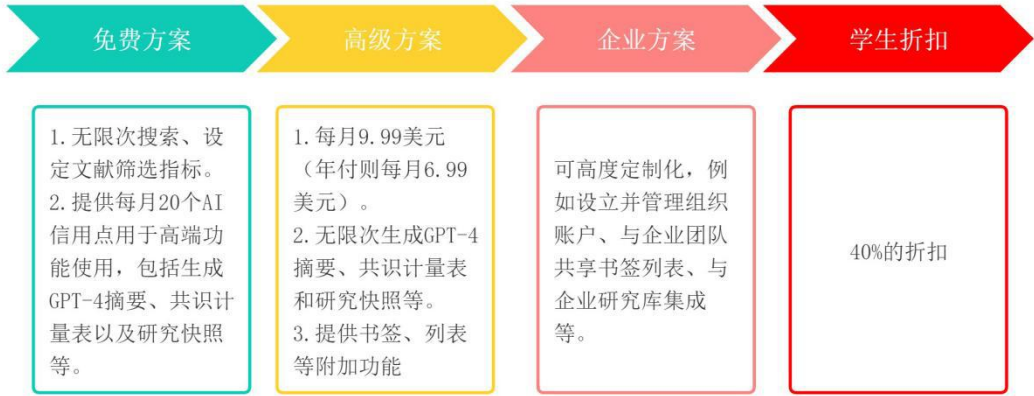 免费方案
高级方案
企业方案
学生折扣
1.无限次搜索、设
定文献筛选指标。
2.提供每月20个AI
信用点用于高端功
能使用，包括生成
GPT-4摘要、共识计
量表以及研究快照
等。
1.每月9.99美元
（年付则每月6.99
美元）。
2.无限次生成GPT-4
摘要、共识计量表
和研究快照等。
3.提供书签、列表
等附加功能
可高度定制化，例
如设立并管理组织
账户、与企业团队
共享书签列表、与
企业研究库集成
等。
40%的折扣